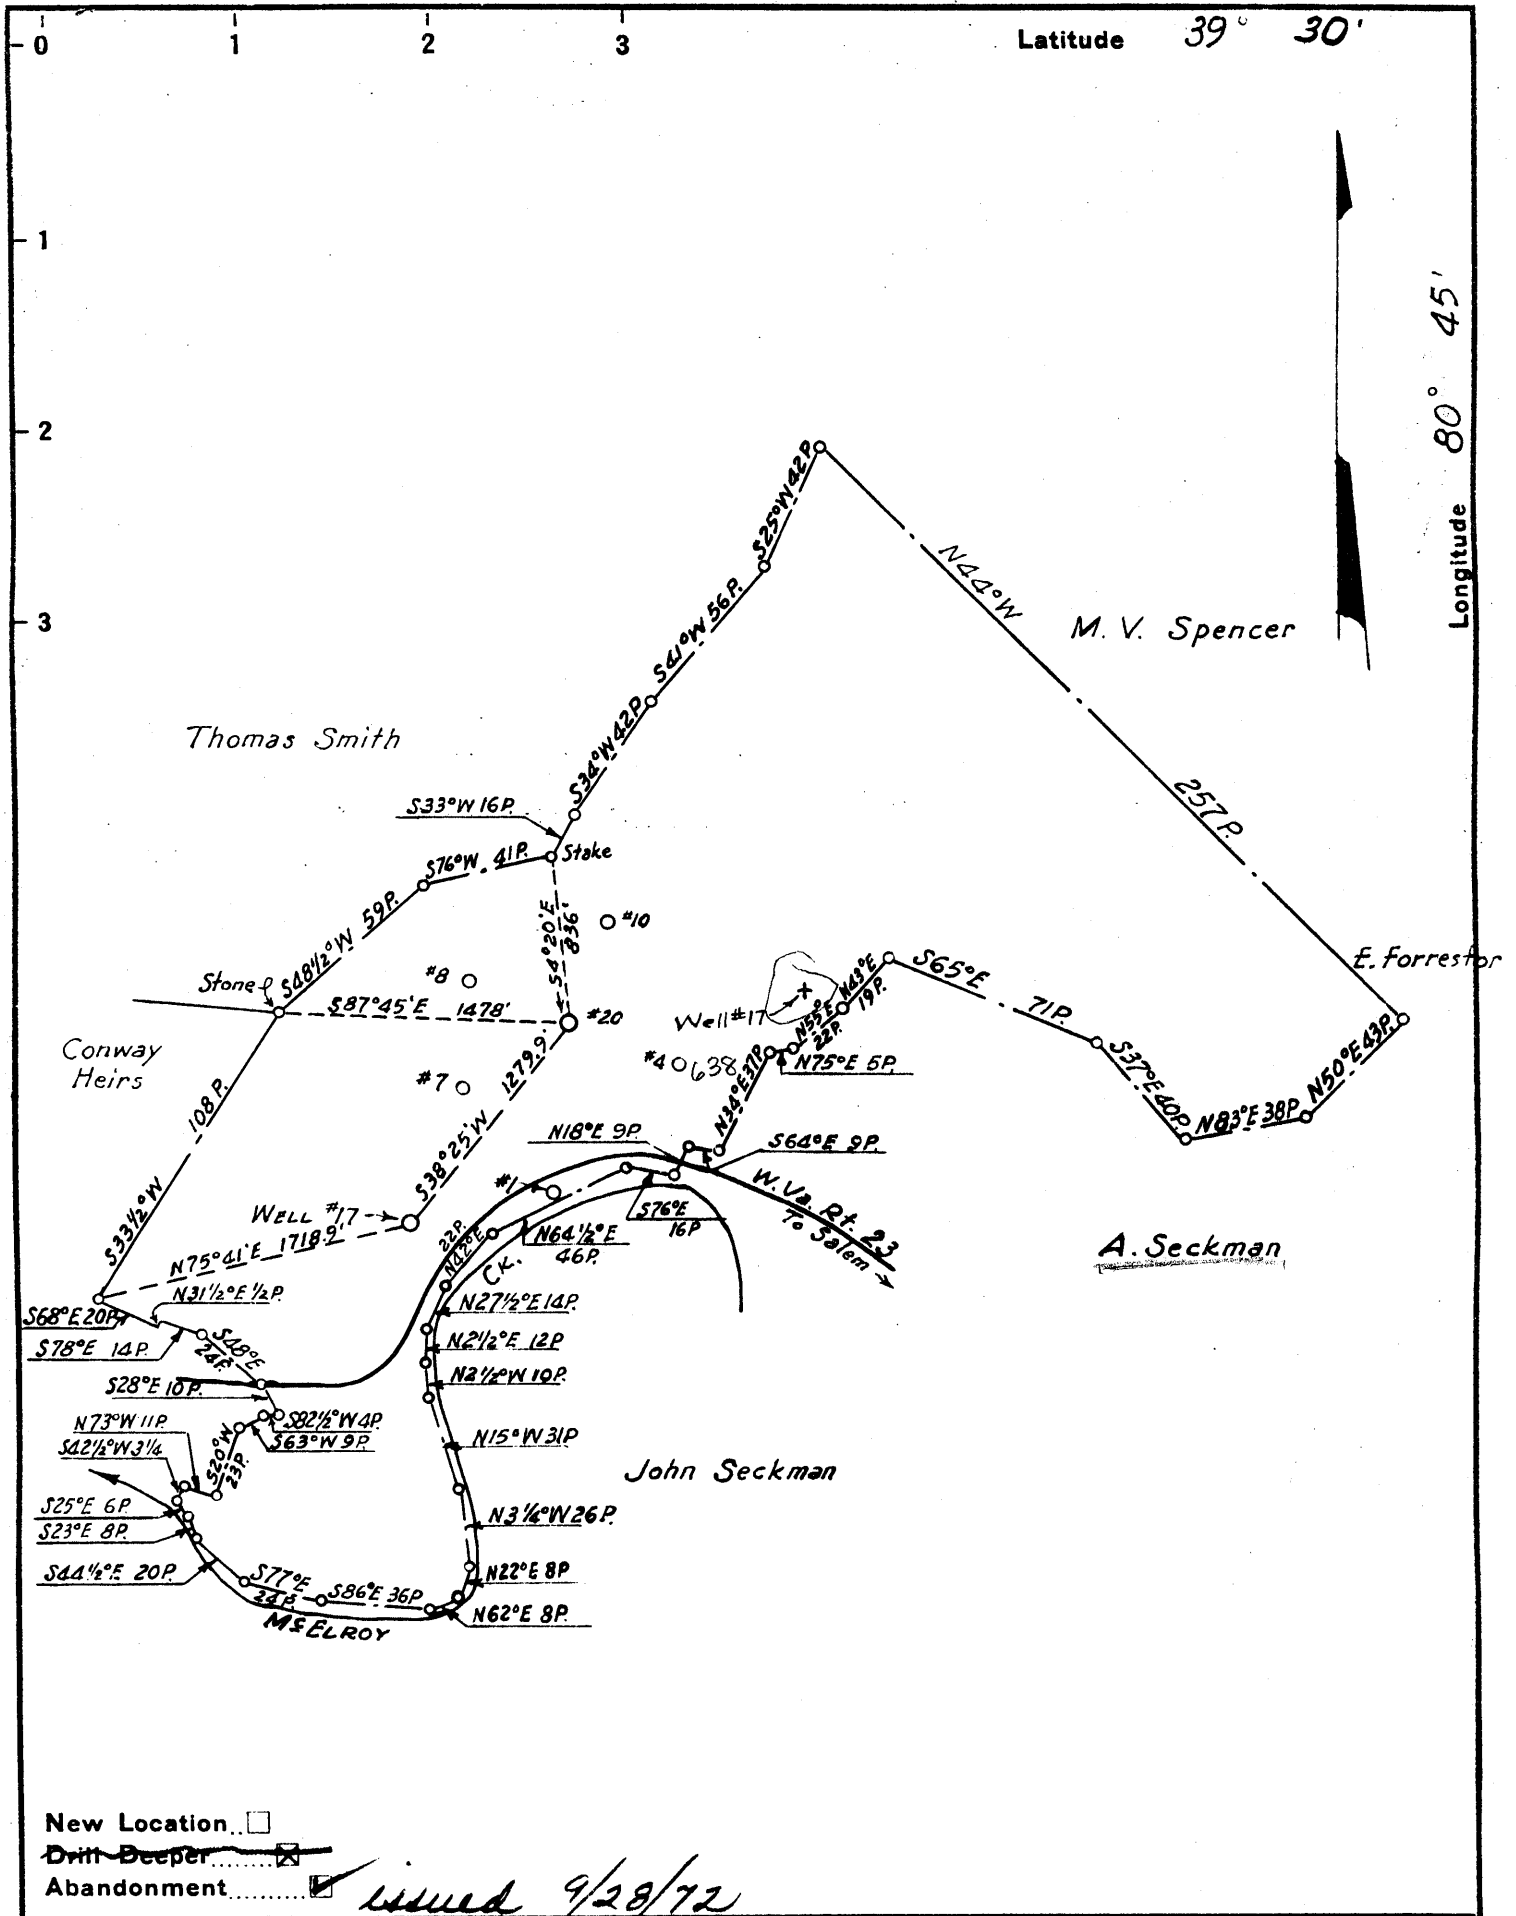 0 1 2 3 Latitude 39° 30'
1
2
3
Longitude 80° 45'
S25°W 42P.
N44°W
257P.
M. V. Spencer
S41°W 56P.
Thomas Smith
S34°W 42P.
S33°W 16P.
Stake
S76°W 41P.
S48½°W 59P.
#10
S4°20'E
836'
#8
Stone
S87°45'E 1478'
#20
Well #17
N43°E
19P.
N55°E
22P.
S65°E 71P.
E. Forrestor
Conway
Heirs
#7
#4 638
N75°E 5P.
N34°E 37P.
S37°E 40P.
N83°E 38P.
N50°E 43P.
S38°25'W 1279.9'
S33½°W 108P.
N18°E 9P.
S64°E 9P.
#1
WELL #17
S76°E
16P
W. Va. Rt. 23
To Salem
A. Seckman
N75°41'E 1718.9'
N42°E
22P.
N64½°E
46P.
Ck.
N31½°E ½P.
S68°E 20P.
S78°E 14P.
S48°E
24P.
N27½°E 14P.
N2½°E 12P
N2½°W 10P.
S28°E 10P.
S82½°W 4P.
S63°W 9P.
N73°W 11P.
S42½°W 3¼
S20°W
23P.
N15°W 31P
John Seckman
N3¼°W 26P.
S25°E 6P.
S23°E 8P.
S44½°E 20P.
S77°E
24P.
S86°E 36P
N22°E 8P
N62°E 8P.
McELROY
New Location..
Drill Deeper........
Abandonment..........
issued 9/28/72